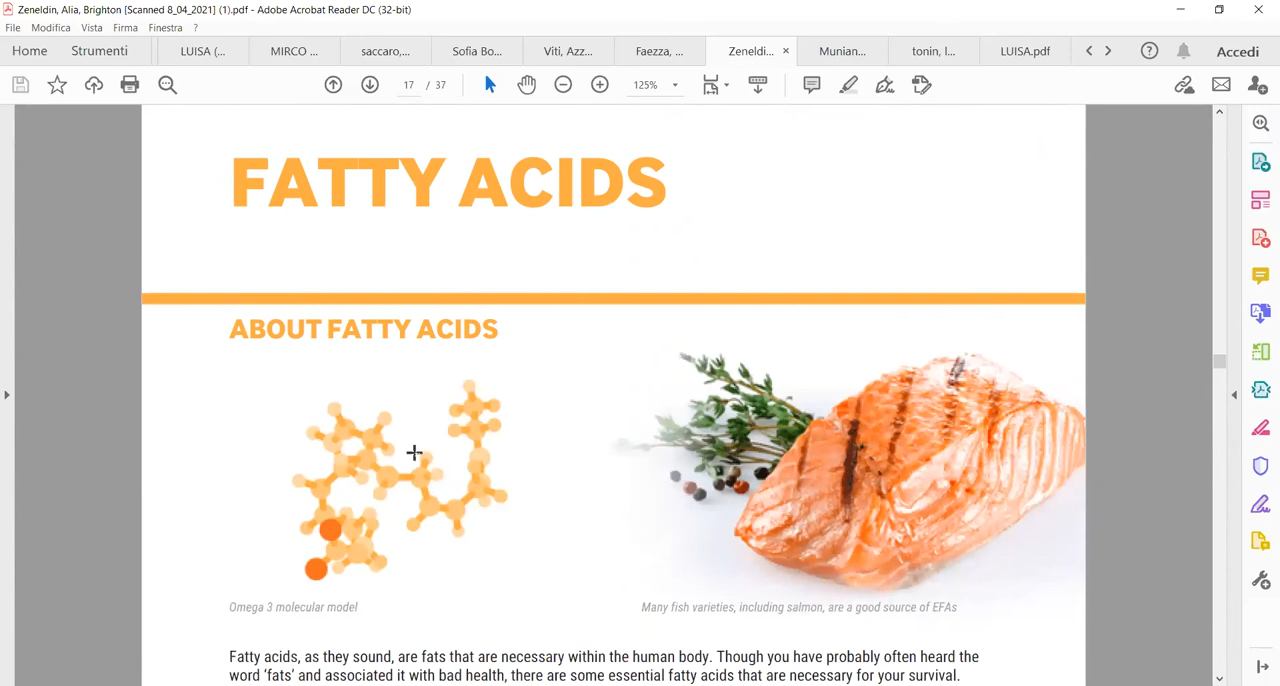 Zeneldin, Alia, Brighton [Scanned 8_04_2021] (1).pdf - Adobe Acrobat Reader DC (32-bit)
File Modifica Vista Firma Finestra ?
Home Strumenti LUISA (... MIRCO ... saccaro,... Sofia Bo... Viti, Azz... Faezza, ... Zeneldi... × Munian... tonin, l... LUISA.pdf Accedi
17 / 37 125%
FATTY ACIDS
ABOUT FATTY ACIDS
Omega 3 molecular model
Many fish varieties, including salmon, are a good source of EFAs
Fatty acids, as they sound, are fats that are necessary within the human body. Though you have probably often heard the
word ‘fats’ and associated it with bad health, there are some essential fatty acids that are necessary for your survival.